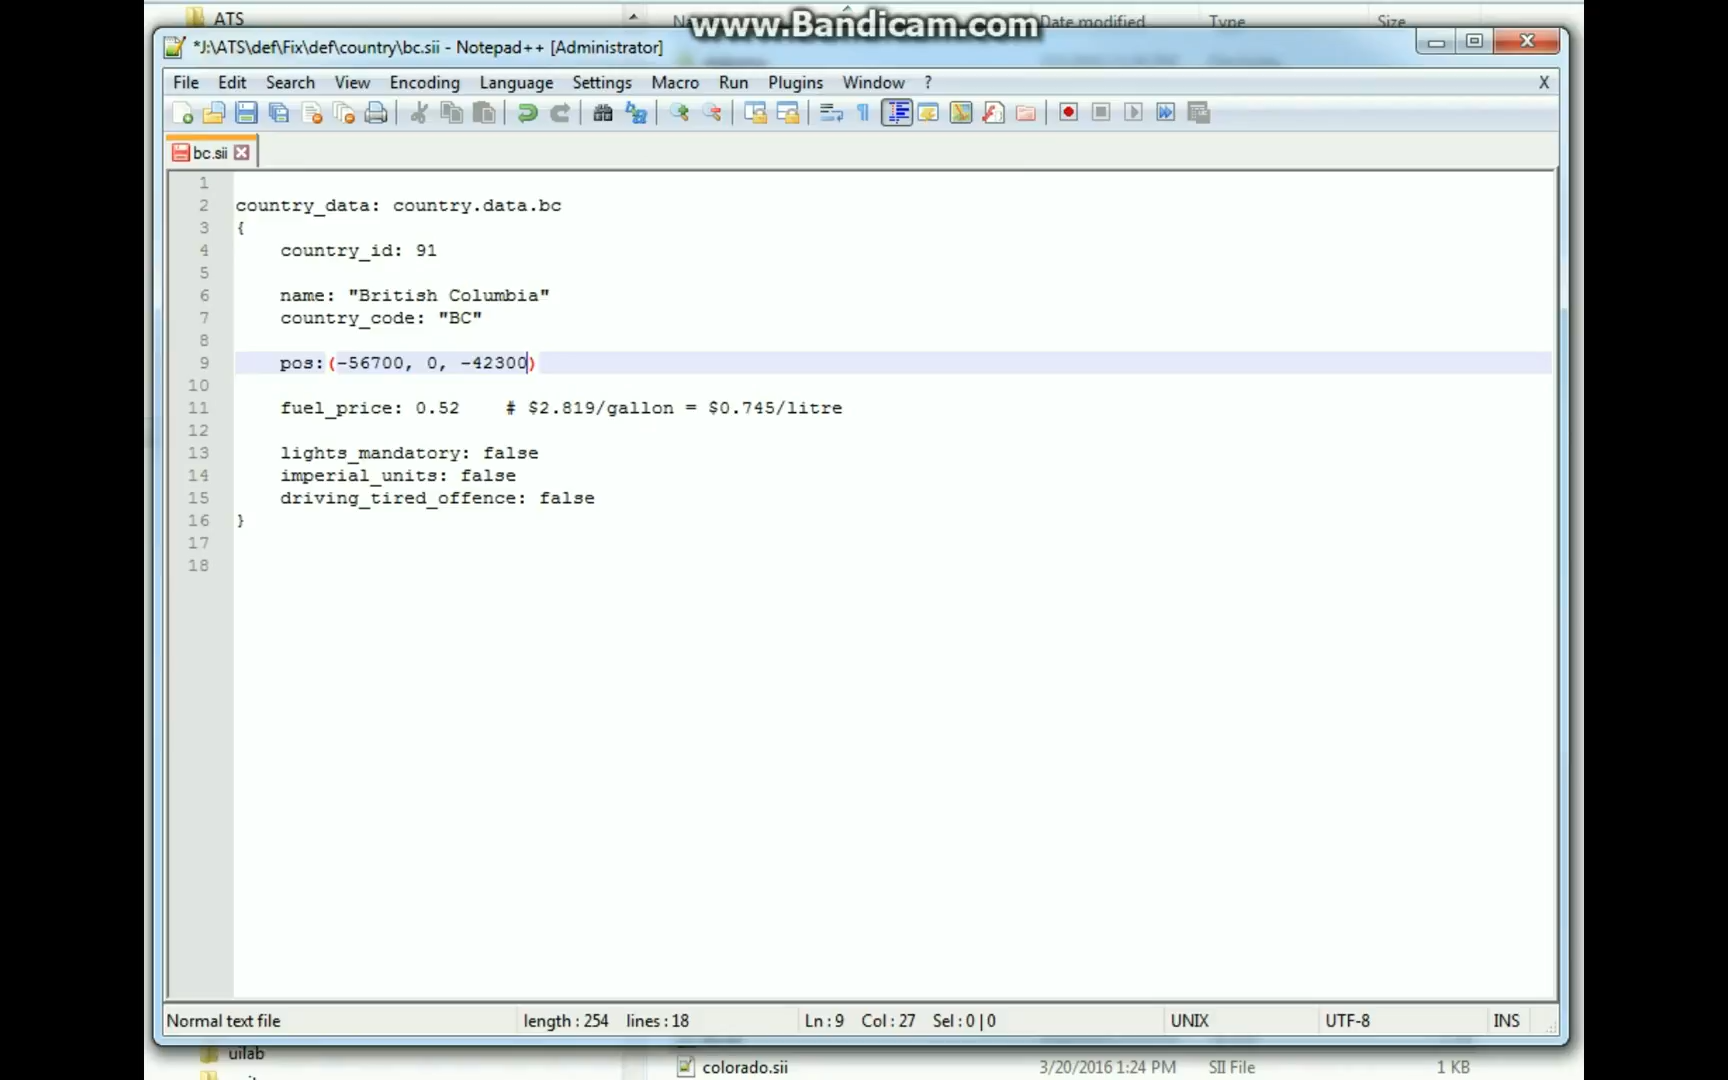 ATS
www.Bandicam.com
Date modified
Type
Size
*J:\ATS\def\Fix\def\country\bc.sii - Notepad++ [Administrator]
File Edit Search View Encoding Language Settings Macro Run Plugins Window ?
X
bc.sii
1
2 country_data: country.data.bc
3 {
4 country_id: 91
5
6 name: "British Columbia"
7 country_code: "BC"
8
9 pos:(-56700, 0, -42300)
10
11 fuel_price: 0.52 # $2.819/gallon = $0.745/litre
12
13 lights_mandatory: false
14 imperial_units: false
15 driving_tired_offence: false
16 }
17
18
Normal text file length : 254 lines : 18 Ln : 9 Col : 27 Sel : 0 | 0 UNIX UTF-8 INS
uilab
colorado.sii 3/20/2016 1:24 PM SII File 1 KB